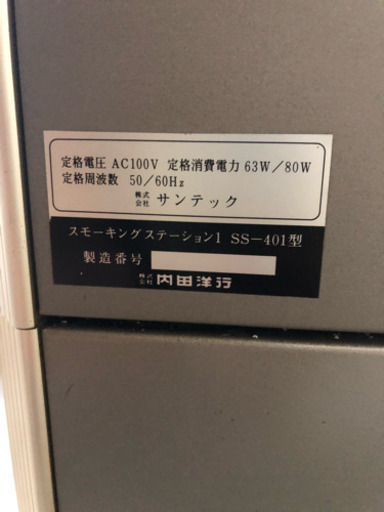 定格電圧 AC100V 定格消費電力 63W/80W
定格周波数 50/60Hz
株式会社 サンテック
スモーキングステーション1 SS-401型
製造番号
株式会社 内田洋行